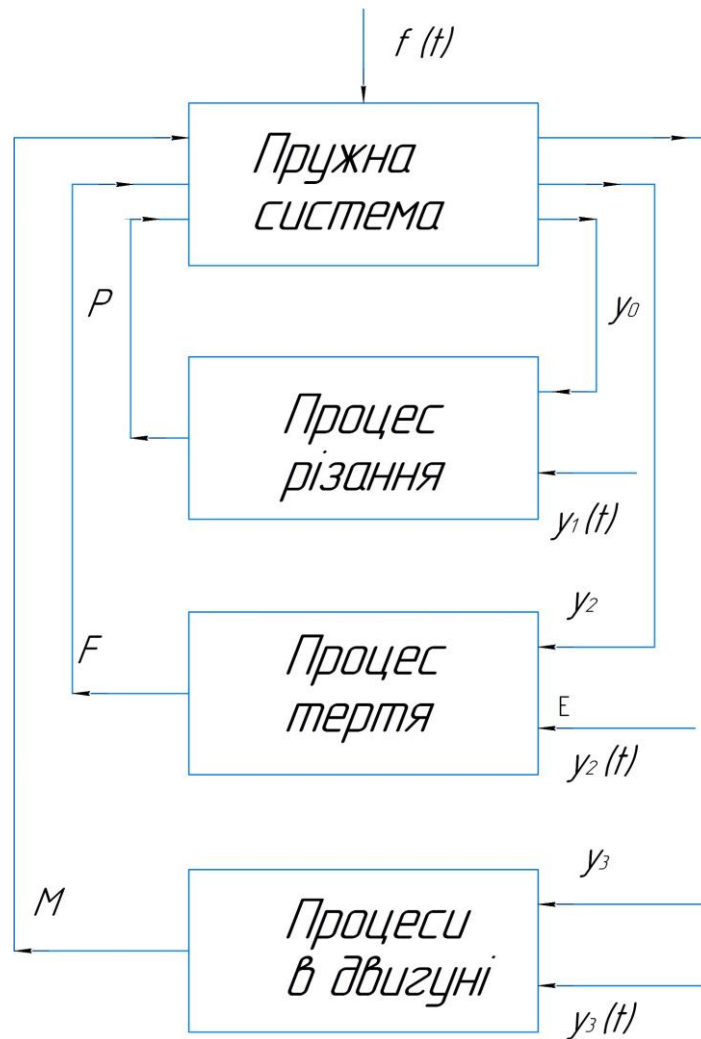 f (t)
Пружна
система
P
y0
Процес
різання
y1 (t)
y2
F
Процес
тертя
E
y2 (t)
y3
M
Процеси
в двигуні
y3 (t)